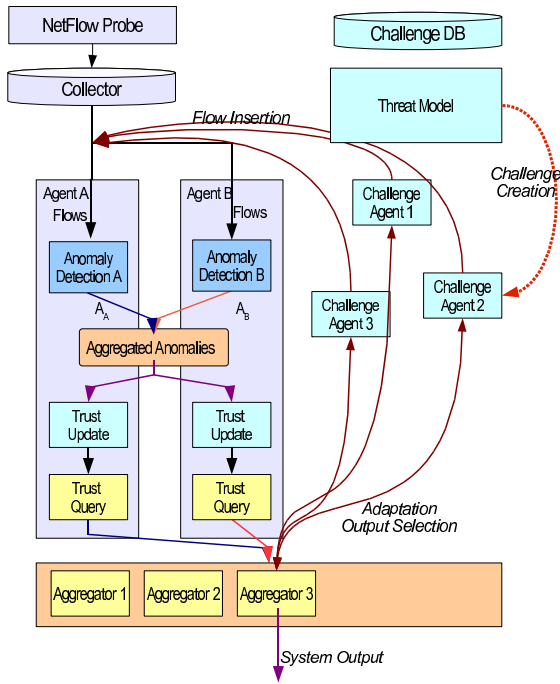 NetFlow Probe
Challenge DB
Collector
Threat Model
Flow Insertion
Challenge
Creation
Agent A
Flows
Agent B
Flows
Challenge
Agent 1
Anomaly
Detection A
Anomaly
Detection B
Challenge
Agent 2
Challenge
Agent 3
A_A
A_B
Aggregated Anomalies
Trust
Update
Trust
Update
Trust
Query
Trust
Query
Adaptation
Output Selection
Aggregator 1
Aggregator 2
Aggregator 3
System Output